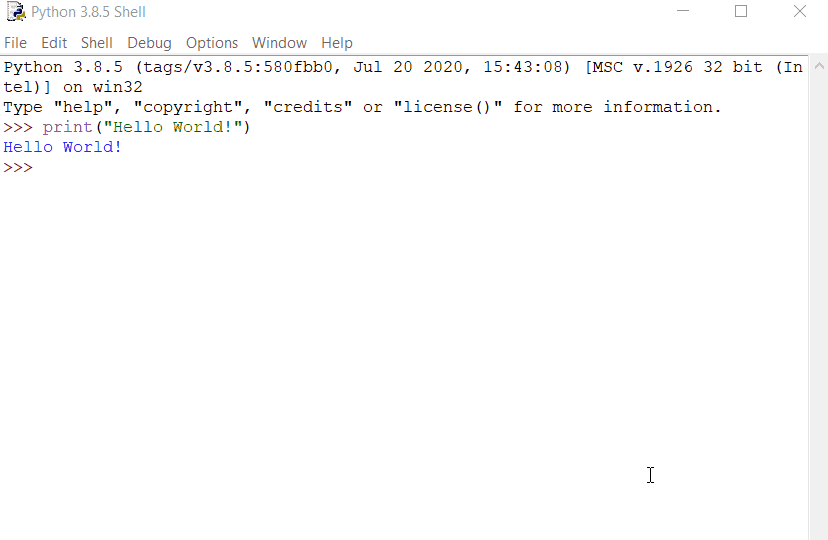 Python 3.8.5 Shell
File Edit Shell Debug Options Window Help
Python 3.8.5 (tags/v3.8.5:580fbb0, Jul 20 2020, 15:43:08) [MSC v.1926 32 bit (In
tel)] on win32
Type "help", "copyright", "credits" or "license()" for more information.
>>> print("Hello World!")
Hello World!
>>>